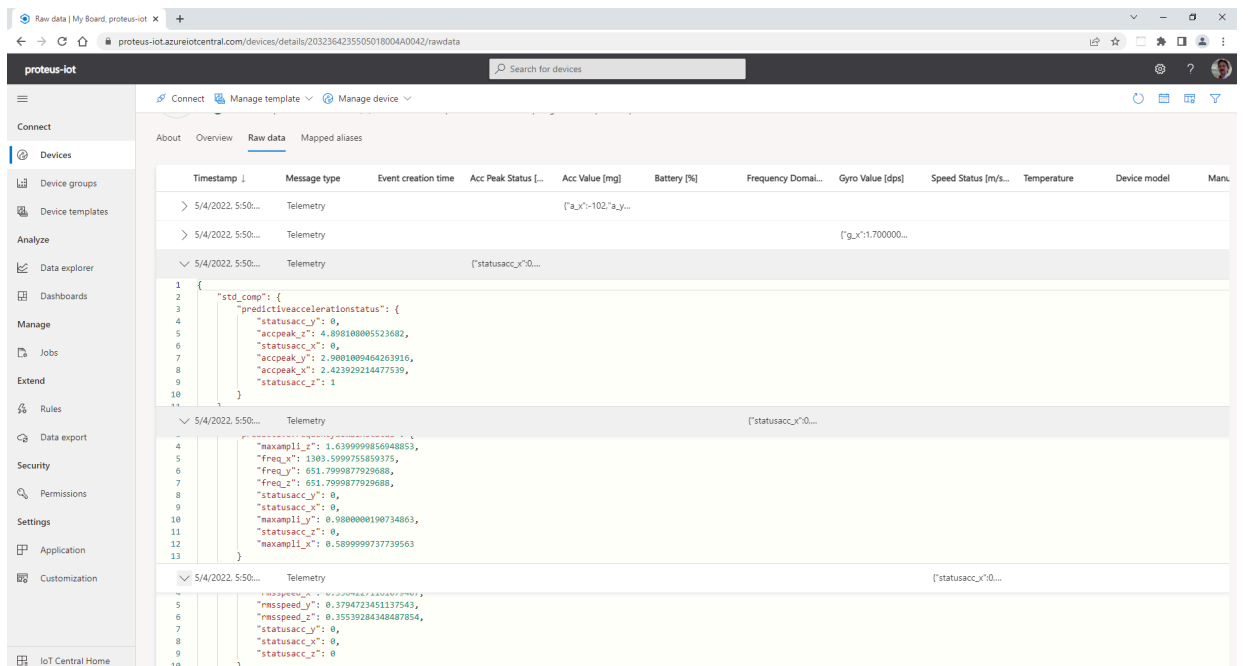 Raw data | My Board, proteus-iot
proteus-iot.azureiotcentral.com/devices/details/2032364235505018004A0042/rawdata
proteus-iot
Search for devices
Connect Manage template Manage device
Connect
Devices
Device groups
Device templates
Analyze
Data explorer
Dashboards
Manage
Jobs
Extend
Rules
Data export
Security
Permissions
Settings
Application
Customization
IoT Central Home
About Overview Raw data Mapped aliases
Timestamp ↓ Message type Event creation time Acc Peak Status [... Acc Value [mg] Battery [%] Frequency Domai... Gyro Value [dps] Speed Status [m/s... Temperature Device model Manu
5/4/2022, 5:50:... Telemetry {"a_x":-102,"a_y...
5/4/2022, 5:50:... Telemetry {"g_x":1.700000...
5/4/2022, 5:50:... Telemetry {"statusacc_x":0,...
1 {
2 "std_comp": {
3 "predictiveaccelerationstatus": {
4 "statusacc_y": 0,
5 "accpeak_z": 4.898108005523682,
6 "statusacc_x": 0,
7 "accpeak_y": 2.9001009464263916,
8 "accpeak_x": 2.423929214477539,
9 "statusacc_z": 1
10 }
5/4/2022, 5:50:... Telemetry {"statusacc_x":0,...
4 "maxampli_z": 1.6399999856948853,
5 "freq_x": 1303.5999755859375,
6 "freq_y": 651.7999877929688,
7 "freq_z": 651.7999877929688,
8 "statusacc_y": 0,
9 "statusacc_x": 0,
10 "maxampli_y": 0.9800000190734863,
11 "statusacc_z": 0,
12 "maxampli_x": 0.5899999737739563
13 }
5/4/2022, 5:50:... Telemetry {"statusacc_x":0,...
5 "rmsspeed_y": 0.3794723451137543,
6 "rmsspeed_z": 0.35539284348487854,
7 "statusacc_y": 0,
8 "statusacc_x": 0,
9 "statusacc_z": 0
10 }